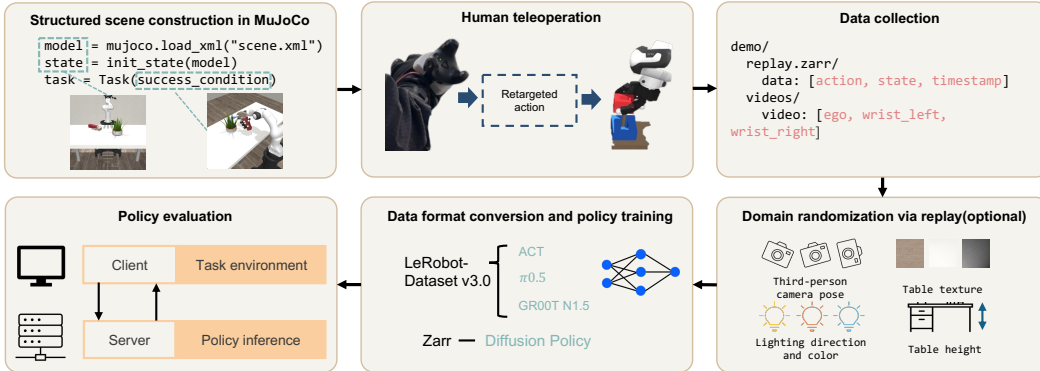 Structured scene construction in MuJoCo
model = mujoco.load_xml("scene.xml")
state = init_state(model)
task = Task(success_condition)
Human teleoperation
Retargeted
action
Data collection
demo/
replay.zarr/
data: [action, state, timestamp]
videos/
video: [ego, wrist_left,
wrist_right]
Policy evaluation
Client
Task environment
Server
Policy inference
Data format conversion and policy training
LeRobot-
Dataset v3.0
ACT
π0.5
GR00T N1.5
Zarr
Diffusion Policy
Domain randomization via replay(optional)
Third-person
camera pose
Table texture
Lighting direction
and color
Table height